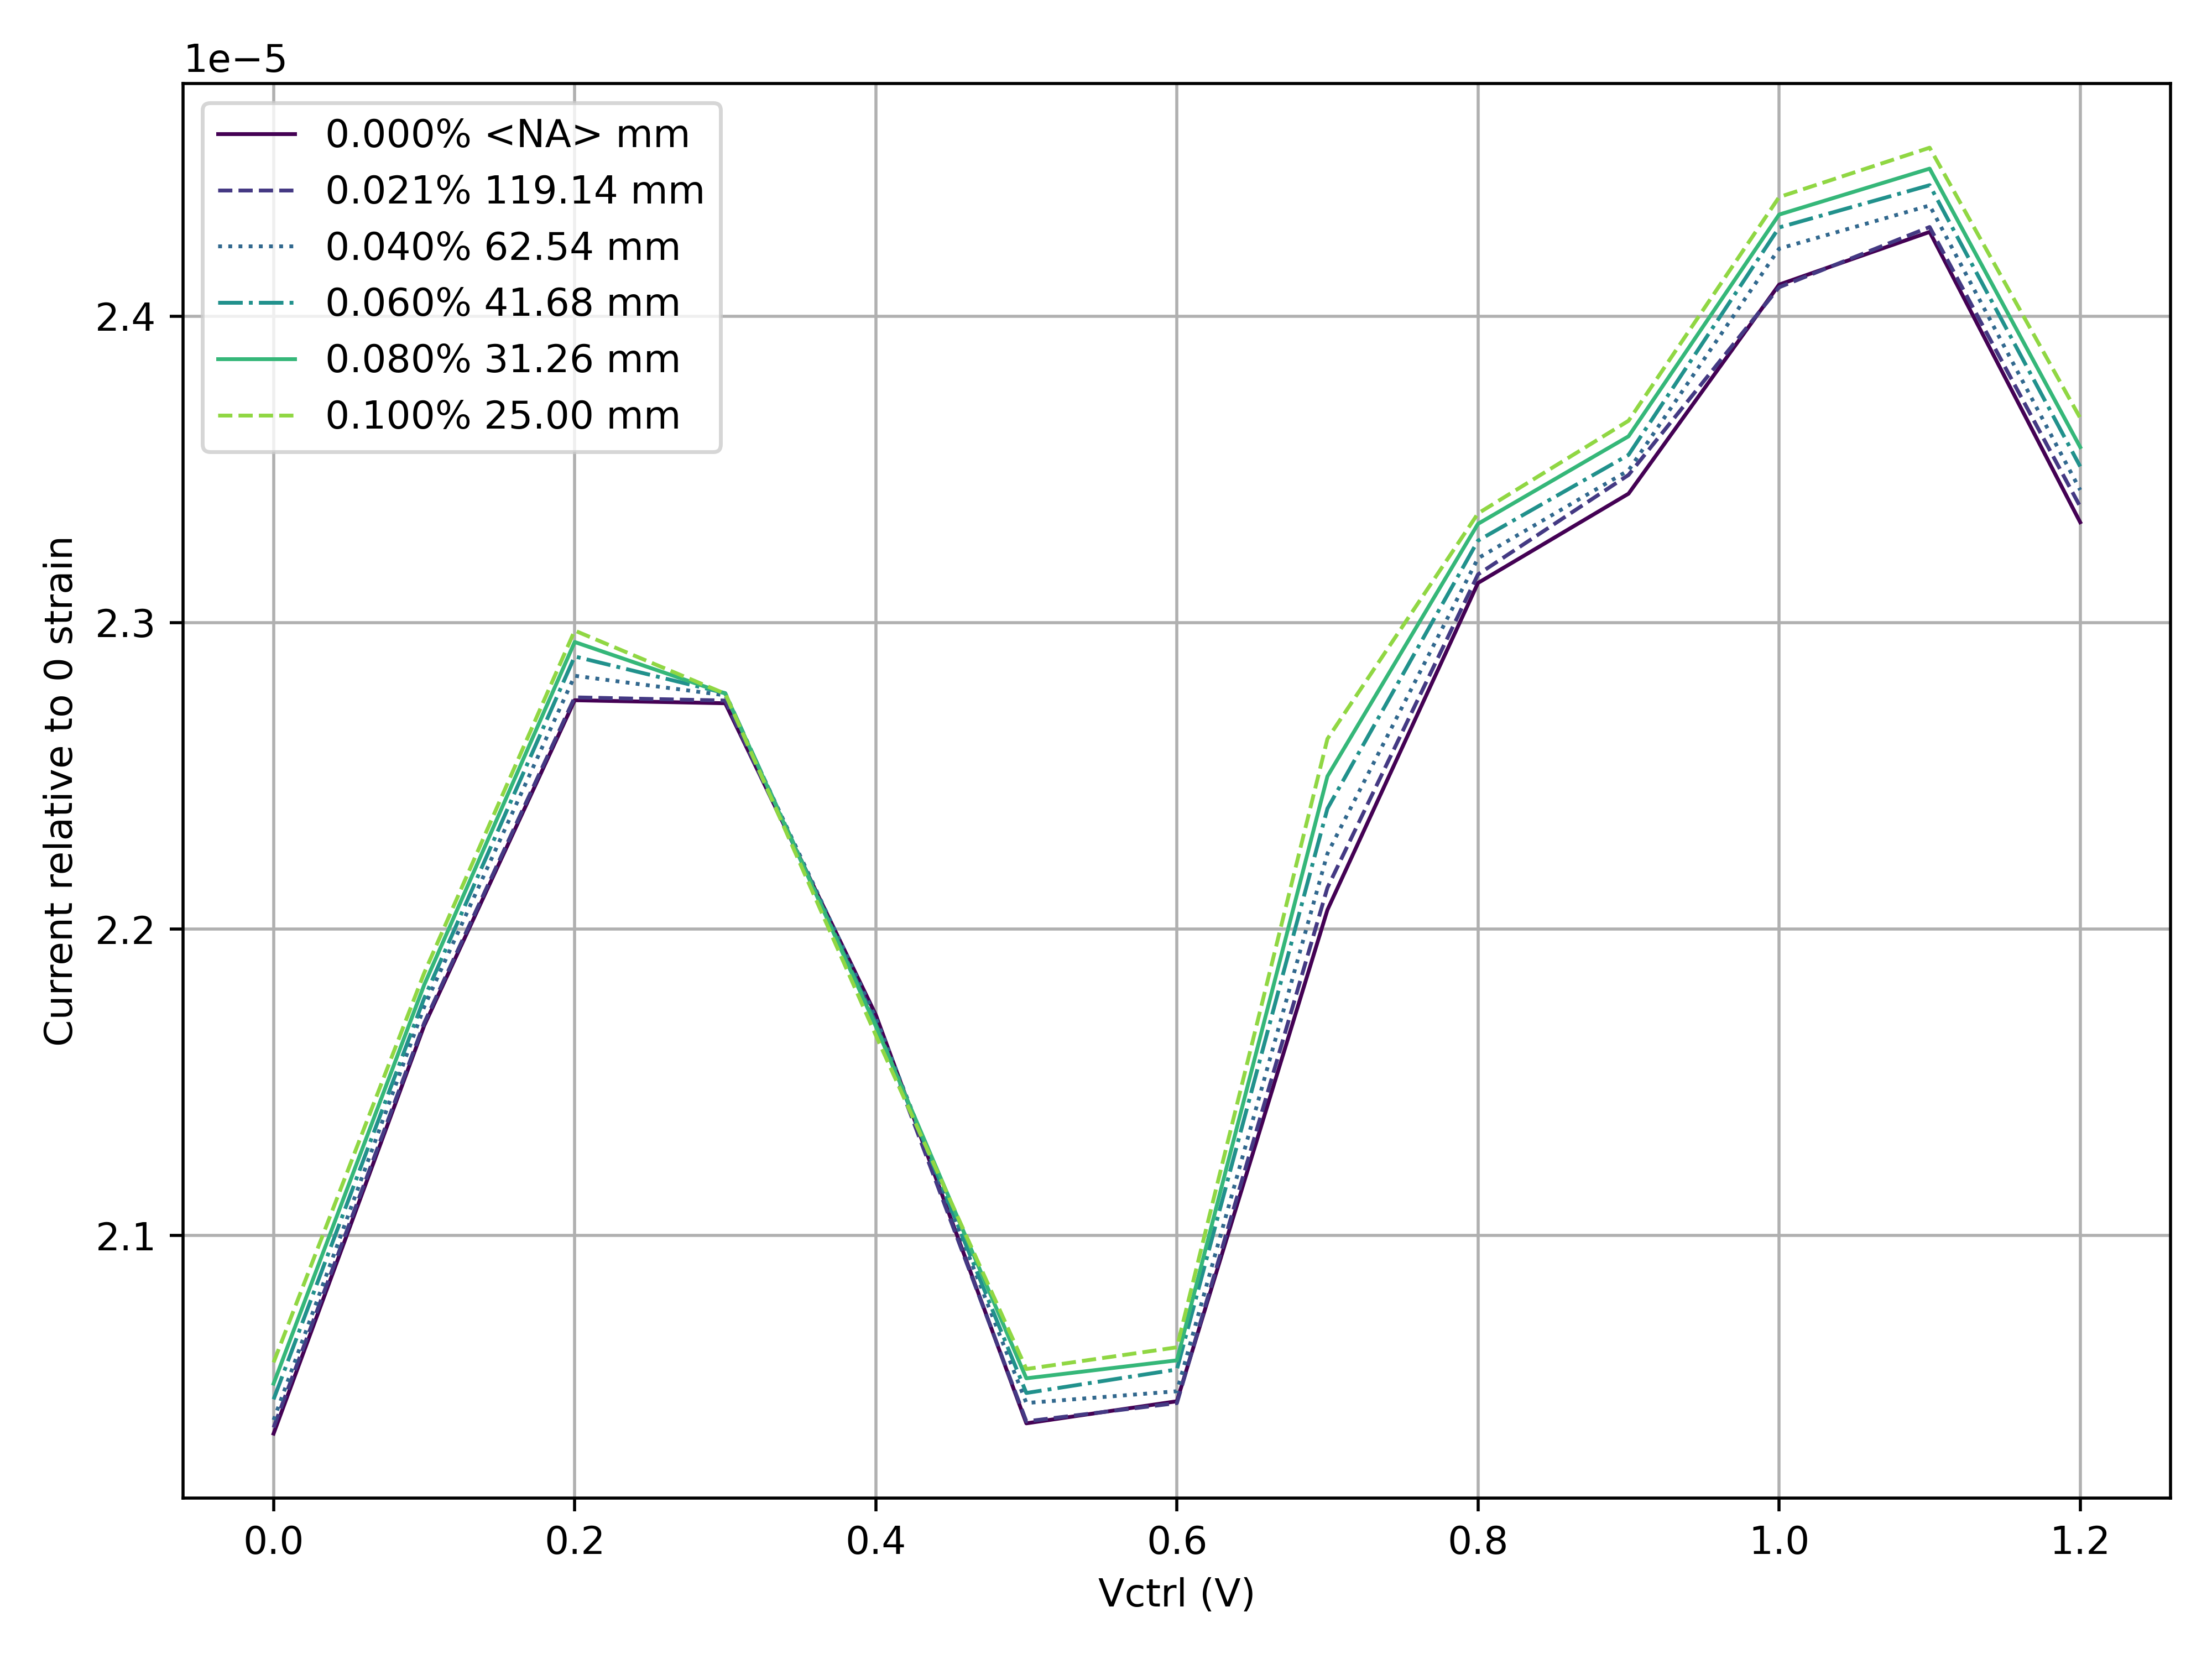 1e−5
0.000% <NA> mm
0.021% 119.14 mm
0.040% 62.54 mm
0.060% 41.68 mm
0.080% 31.26 mm
0.100% 25.00 mm
2.4
2.3
2.2
2.1
Current relative to 0 strain
0.0 0.2 0.4 0.6 0.8 1.0 1.2
Vctrl (V)